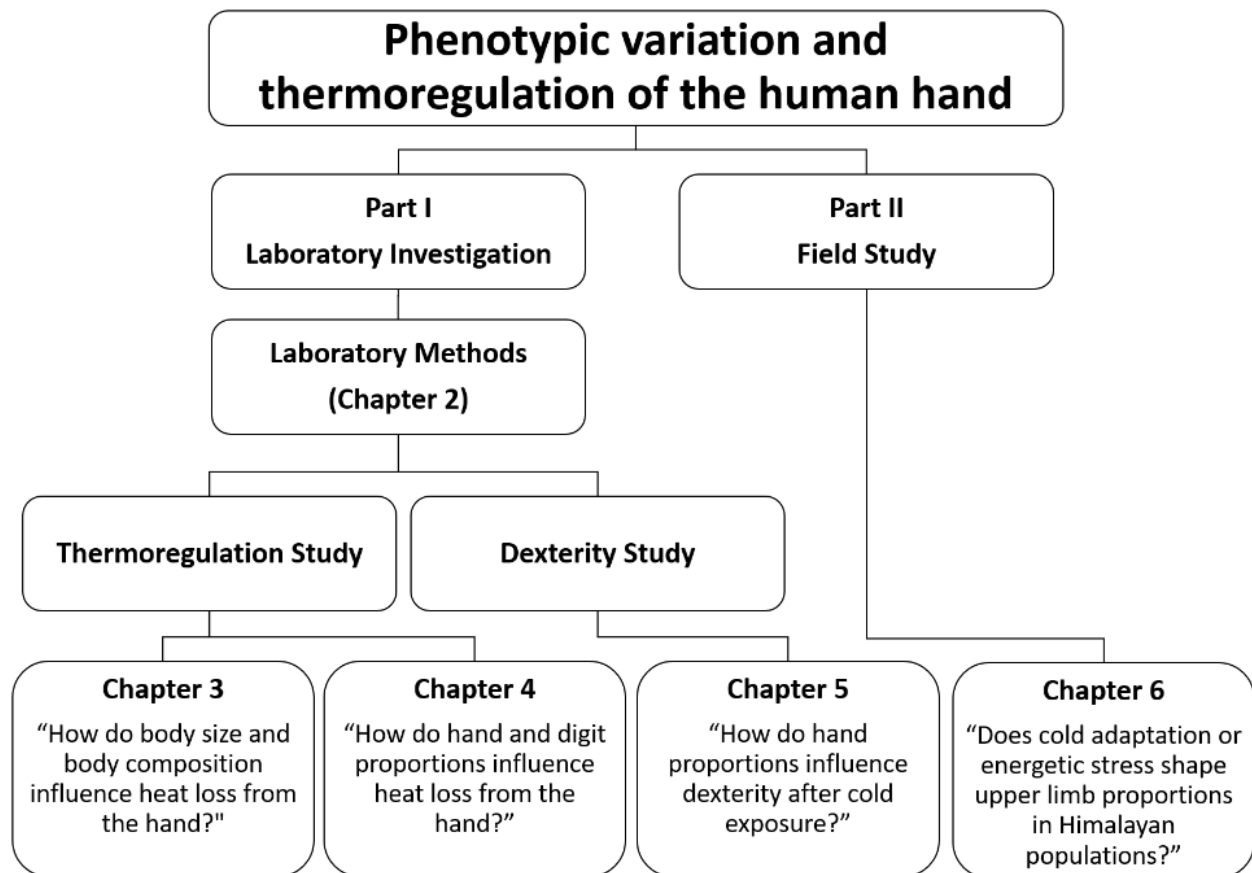 Phenotypic variation and
thermoregulation of the human hand
Part I
Laboratory Investigation
Part II
Field Study
Laboratory Methods
(Chapter 2)
Thermoregulation Study
Dexterity Study
Chapter 3
“How do body size and
body composition
influence heat loss from
the hand?"
Chapter 4
“How do hand and digit
proportions influence
heat loss from the
hand?”
Chapter 5
“How do hand
proportions influence
dexterity after cold
exposure?”
Chapter 6
“Does cold adaptation or
energetic stress shape
upper limb proportions
in Himalayan
populations?”